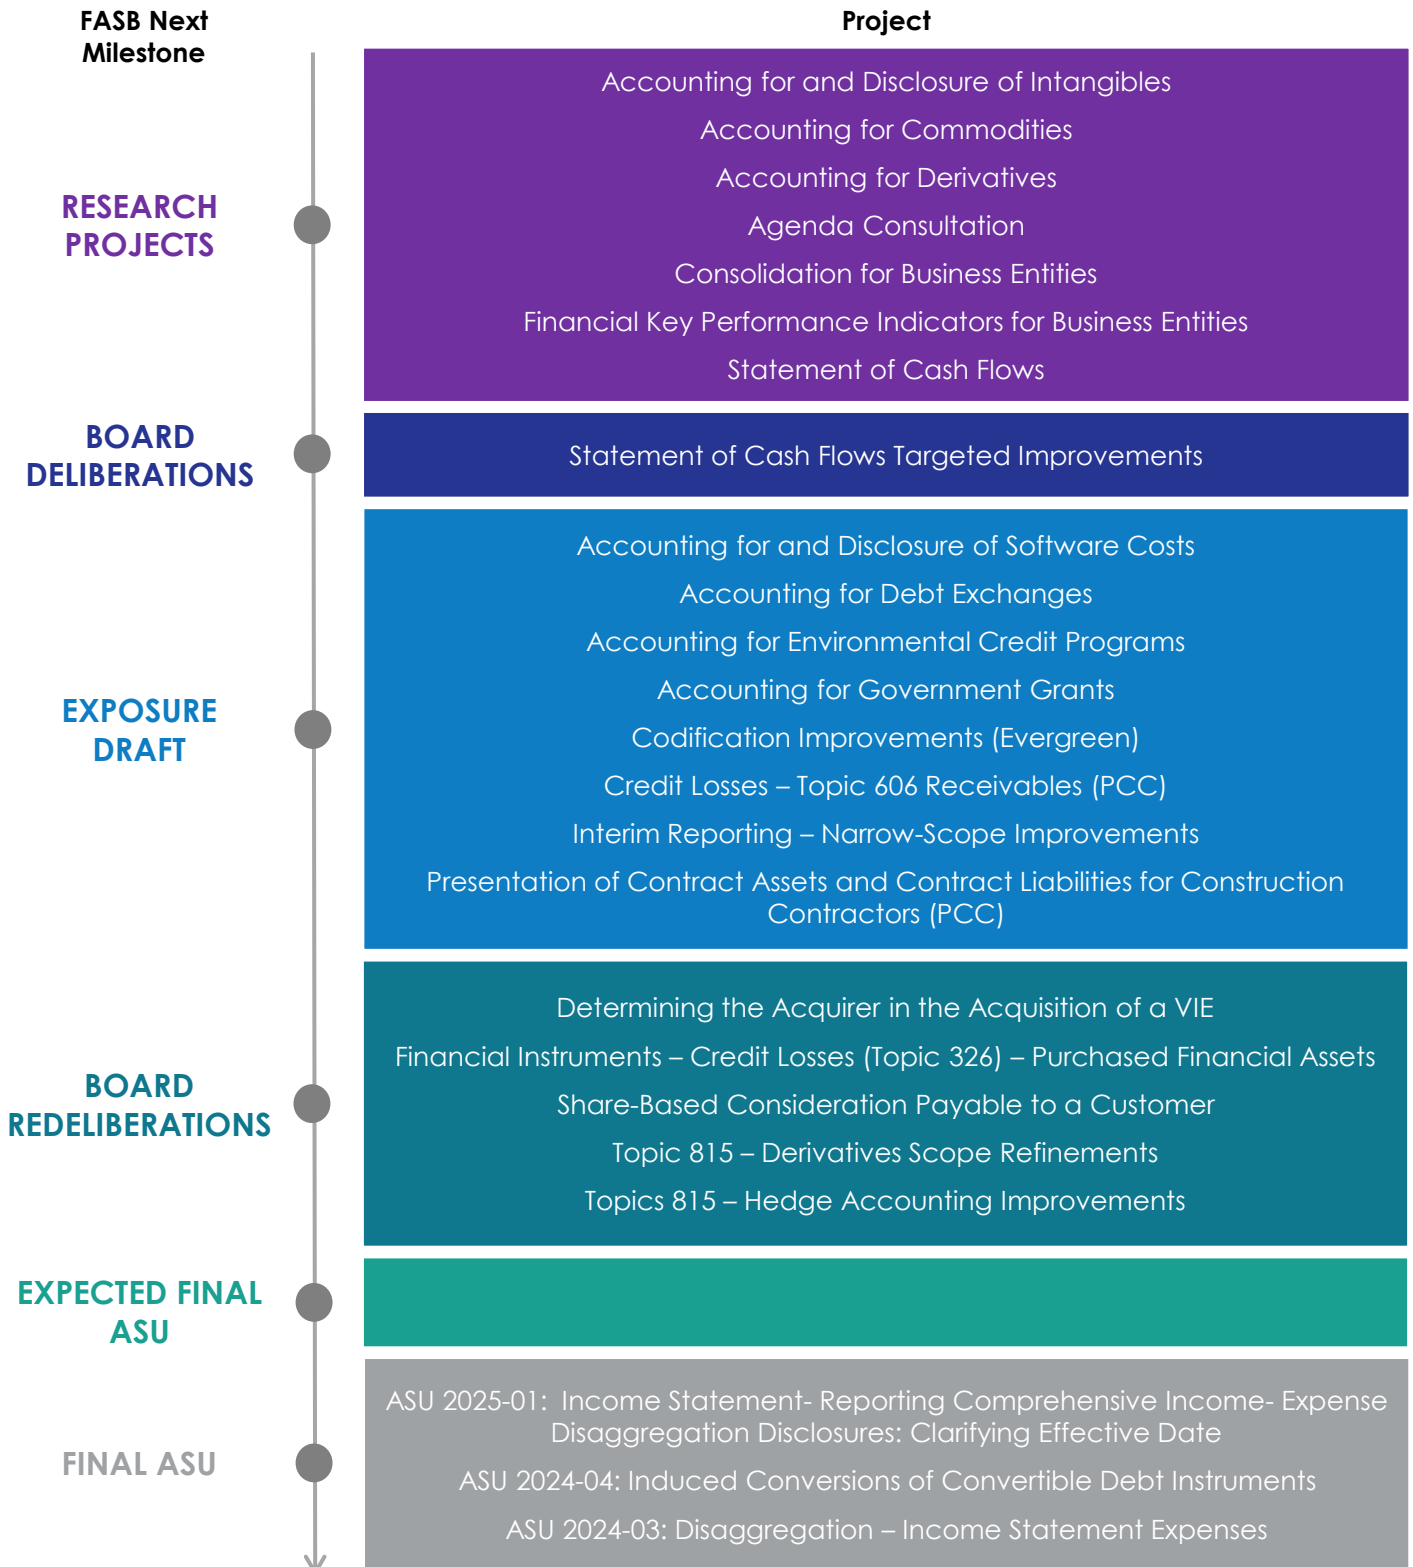 FASB Next
Milestone
Project
RESEARCH
PROJECTS
Accounting for and Disclosure of Intangibles
Accounting for Commodities
Accounting for Derivatives
Agenda Consultation
Consolidation for Business Entities
Financial Key Performance Indicators for Business Entities
Statement of Cash Flows
BOARD
DELIBERATIONS
Statement of Cash Flows Targeted Improvements
EXPOSURE
DRAFT
Accounting for and Disclosure of Software Costs
Accounting for Debt Exchanges
Accounting for Environmental Credit Programs
Accounting for Government Grants
Codification Improvements (Evergreen)
Credit Losses – Topic 606 Receivables (PCC)
Interim Reporting – Narrow-Scope Improvements
Presentation of Contract Assets and Contract Liabilities for Construction
Contractors (PCC)
BOARD
REDELIBERATIONS
Determining the Acquirer in the Acquisition of a VIE
Financial Instruments – Credit Losses (Topic 326) – Purchased Financial Assets
Share-Based Consideration Payable to a Customer
Topic 815 – Derivatives Scope Refinements
Topics 815 – Hedge Accounting Improvements
EXPECTED FINAL
ASU
FINAL ASU
ASU 2025-01:  Income Statement- Reporting Comprehensive Income- Expense
Disaggregation Disclosures: Clarifying Effective Date
ASU 2024-04: Induced Conversions of Convertible Debt Instruments
ASU 2024-03: Disaggregation – Income Statement Expenses